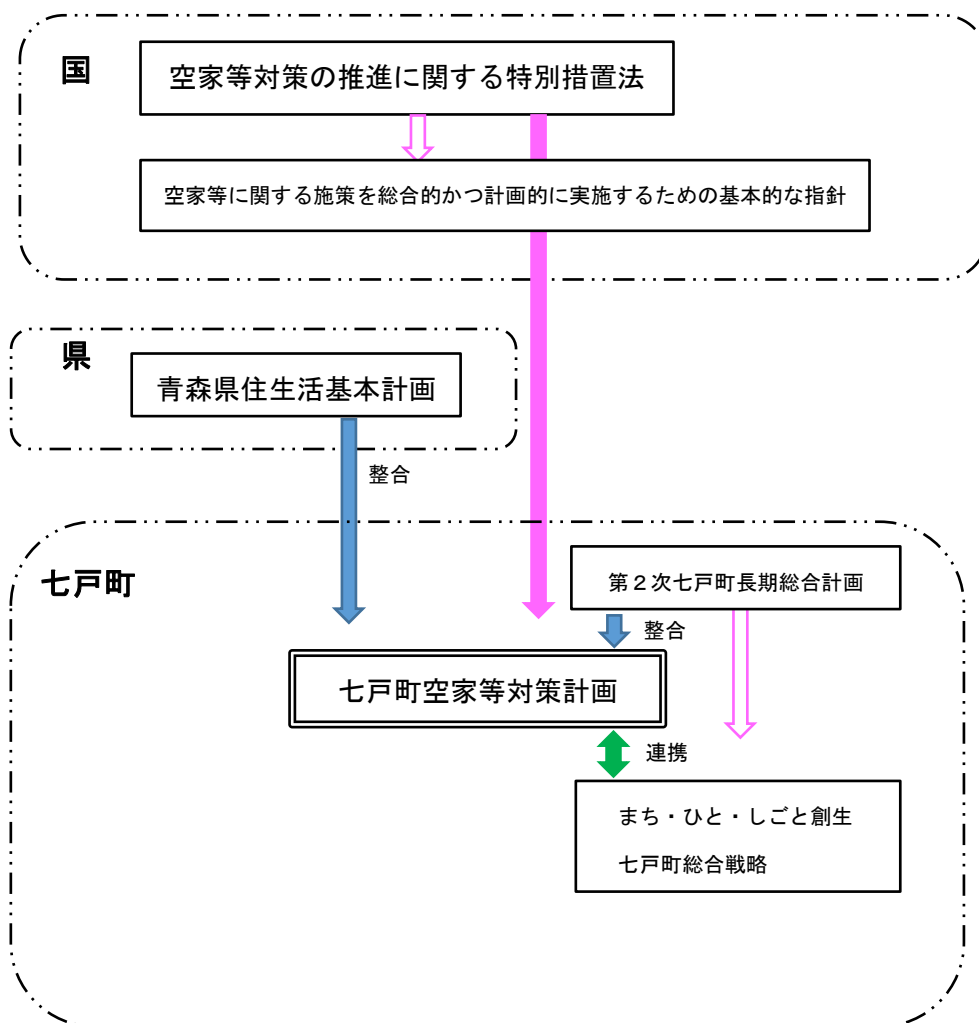 国
空家等対策の推進に関する特別措置法
空家等に関する施策を総合的かつ計画的に実施するための基本的な指針
県
青森県住生活基本計画
整合
七戸町
第２次七戸町長期総合計画
整合
七戸町空家等対策計画
連携
まち・ひと・しごと創生
七戸町総合戦略